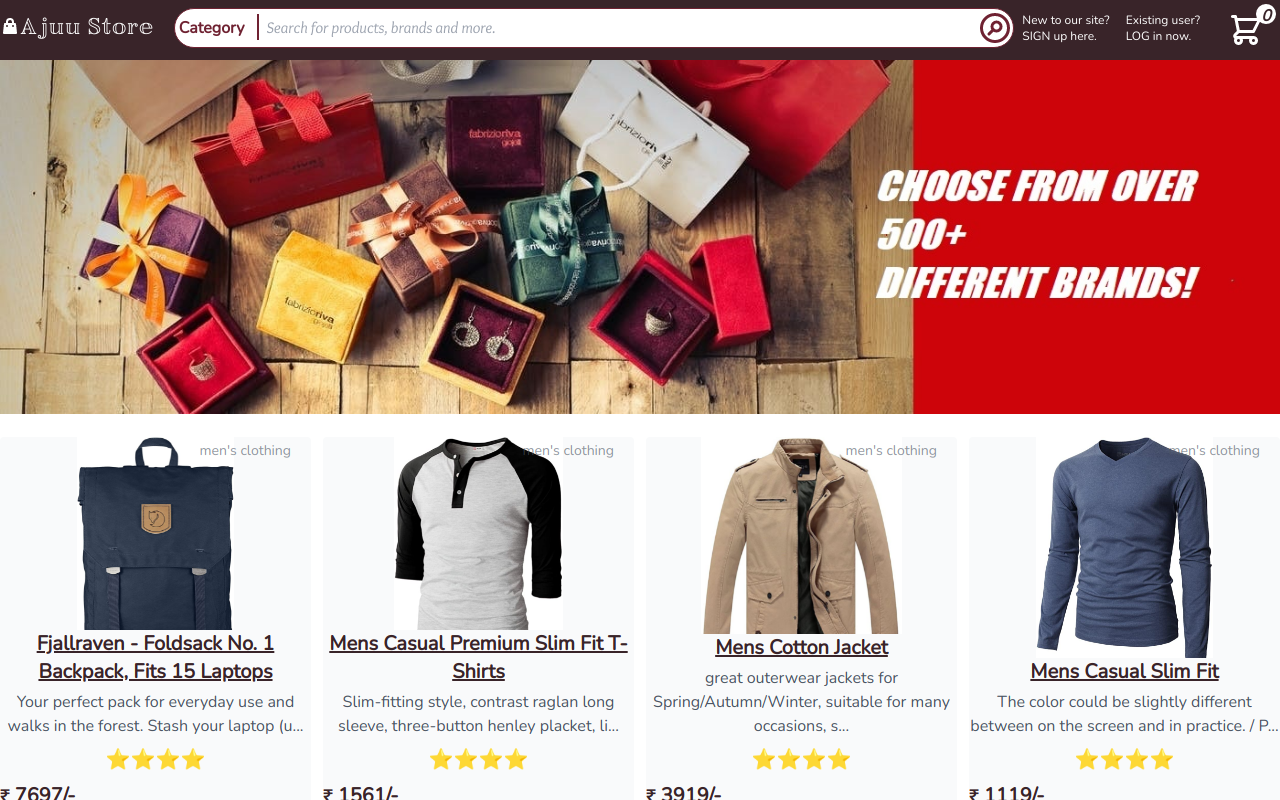 Ajuu Store
Category
Search for products, brands and more.
New to our site?
SIGN up here.
Existing user?
LOG in now.
0
fabrizioriva
gioielli
fabrizioriva
fabrizioriva
CHOOSE FROM OVER
500+
DIFFERENT BRANDS!
men's clothing
Fjallraven - Foldsack No. 1
Backpack, Fits 15 Laptops
Your perfect pack for everyday use and
walks in the forest. Stash your laptop (u...
⭐⭐⭐⭐
₹ 7697/-
men's clothing
Mens Casual Premium Slim Fit T-
Shirts
Slim-fitting style, contrast raglan long
sleeve, three-button henley placket, li...
⭐⭐⭐⭐
₹ 1561/-
men's clothing
Mens Cotton Jacket
great outerwear jackets for
Spring/Autumn/Winter, suitable for many
occasions, s...
⭐⭐⭐⭐
₹ 3919/-
men's clothing
Mens Casual Slim Fit
The color could be slightly different
between on the screen and in practice. / P...
⭐⭐⭐⭐
₹ 1119/-